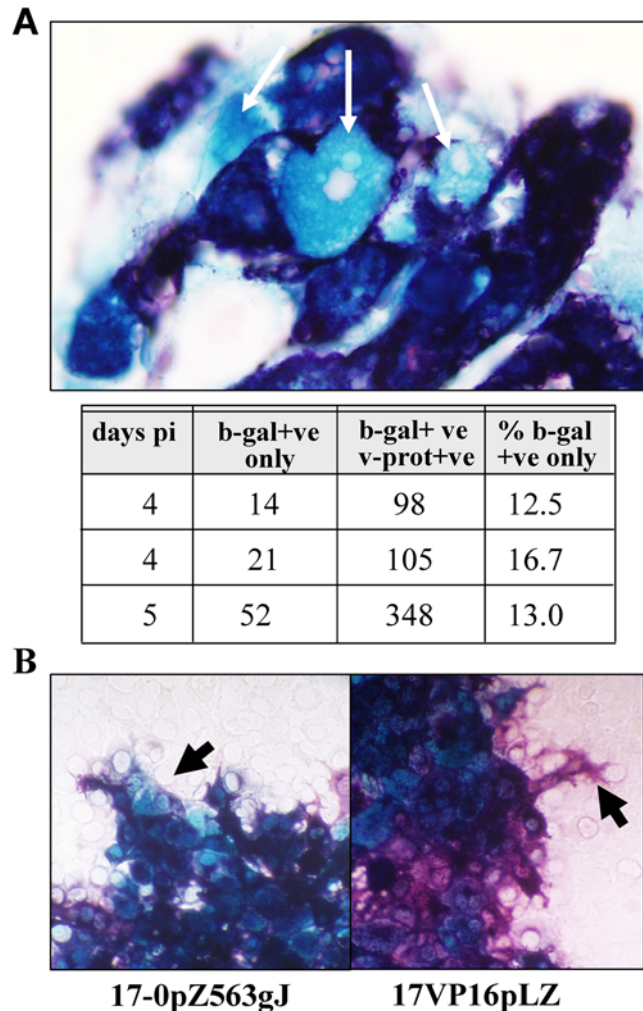 A
days pi b-gal+ve only b-gal+ ve v-prot+ve % b-gal +ve only
4 14 98 12.5
4 21 105 16.7
5 52 348 13.0
B
17-0pZ563gJ 17VP16pLZ